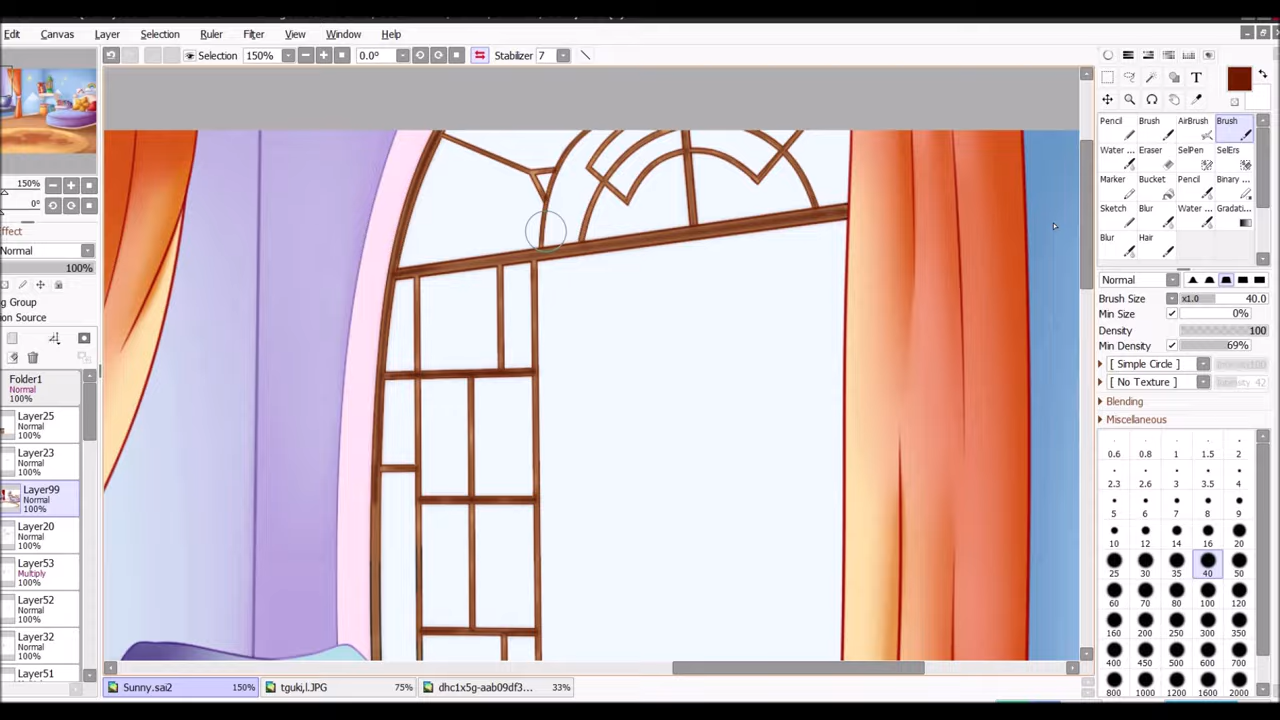 Edit Canvas Layer Selection Ruler Filter View Window Help
Selection 150% 0.0° Stabilizer 7
T
Pencil Brush AirBrush Brush
Water ... Eraser SelPen SelErs
Marker Bucket Pencil Binary ...
Sketch Blur Water ... Gradati...
Blur Hair
150%
0°
Effect
Normal
100%
ng Group
ion Source
Folder1
Normal
100%
Layer25
Normal
100%
Layer23
Normal
100%
Layer99
Normal
100%
Layer20
Normal
100%
Layer53
Multiply
100%
Layer52
Normal
100%
Layer32
Normal
100%
Layer51
Normal
Normal
Brush Size x1.0 40.0
Min Size 0%
Density 100
Min Density 69%
[ Simple Circle ] Intensity 100
[ No Texture ] Intensity 42
Blending
Miscellaneous
0.6 0.8 1 1.5 2
2.3 2.6 3 3.5 4
5 6 7 8 9
10 12 14 16 20
25 30 35 40 50
60 70 80 100 120
160 200 250 300 350
400 450 500 600 700
800 1000 1200 1600 2000
Sunny.sai2 150% tguki,l.JPG 75% dhc1x5g-aab09df3... 33%